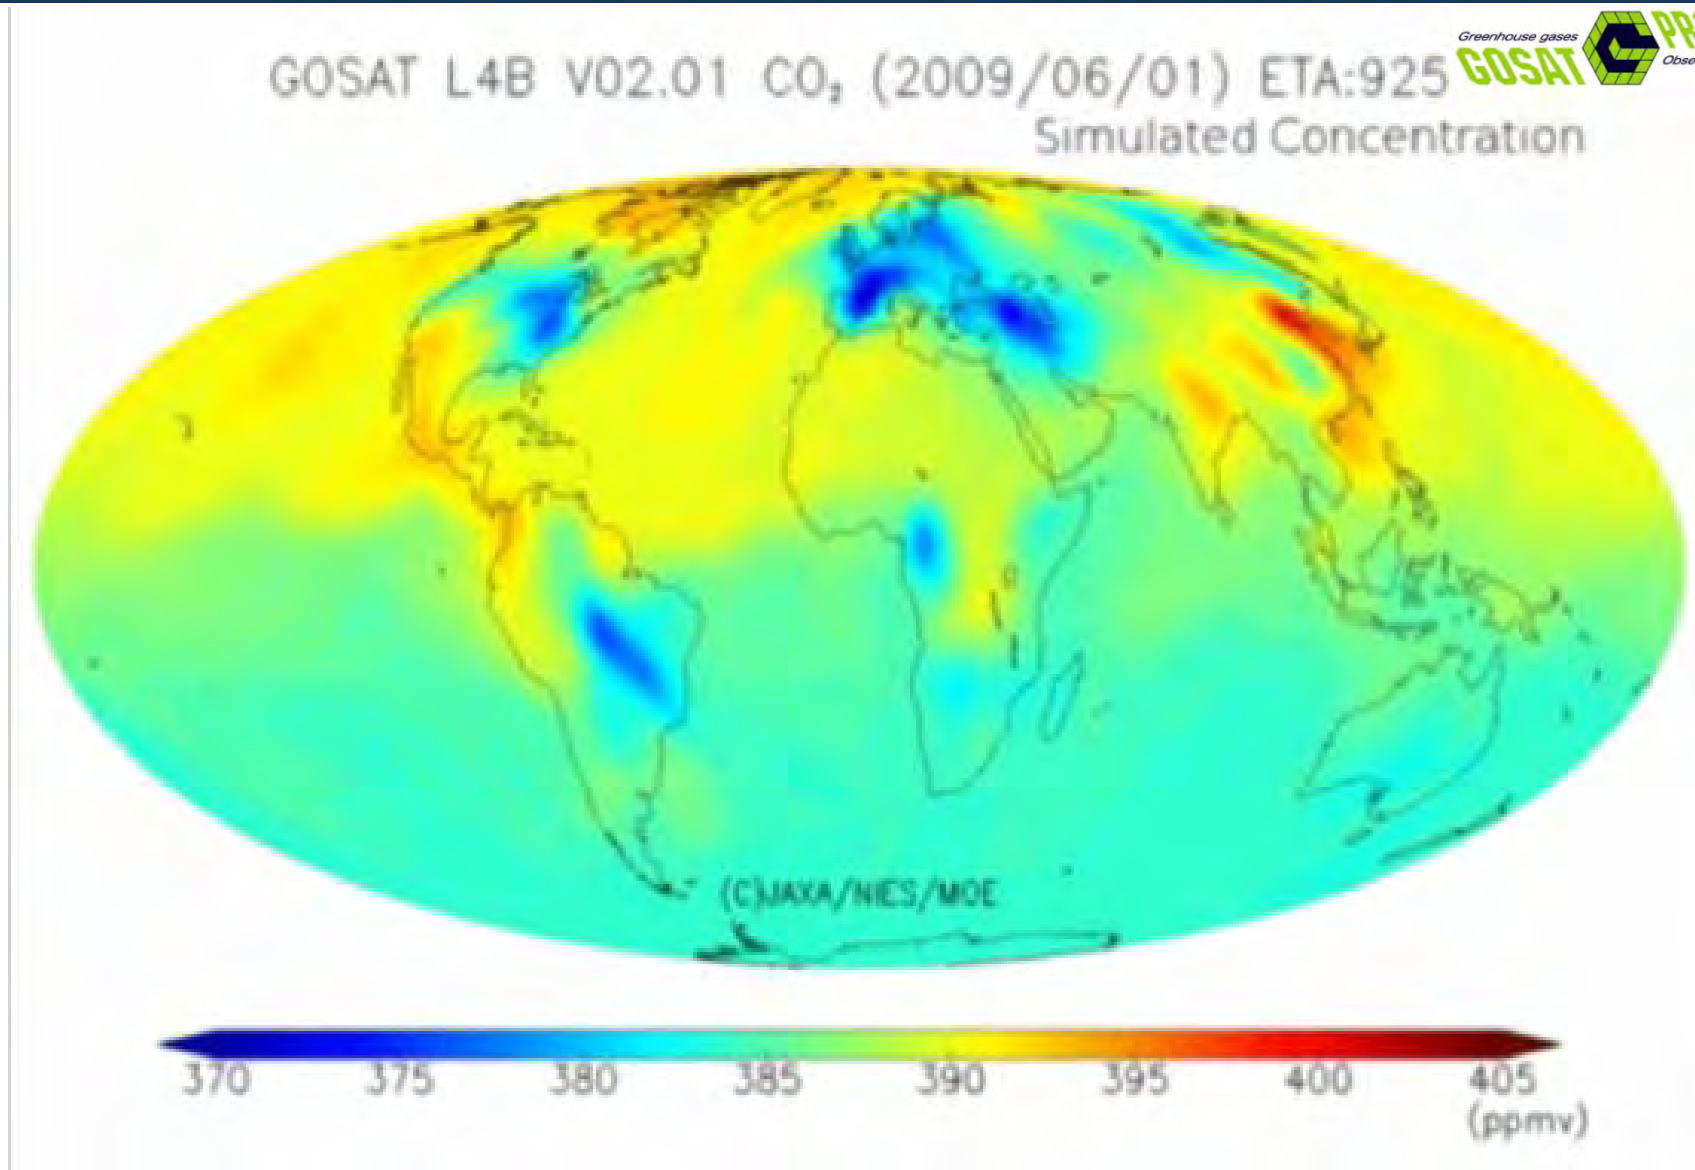 Greenhouse gases
GOSAT
GOSAT L4B V02.01 CO₂ (2009/06/01) ETA:925
Simulated Concentration
(C)JAXA/NIES/MOE
370 375 380 385 390 395 400 405
(ppmv)